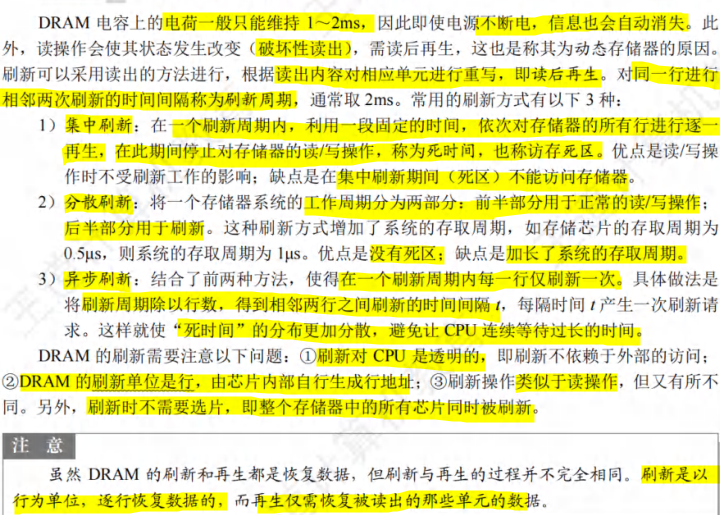 DRAM 电容上的电荷一般只能维持 1～2ms，因此即使电源不断电，信息也会自动消失。此
外，读操作会使其状态发生改变（破坏性读出），需读后再生，这也是称其为动态存储器的原因。
刷新可以采用读出的方法进行，根据读出内容对相应单元进行重写，即读后再生。对同一行进行
相邻两次刷新的时间间隔称为刷新周期，通常取 2ms。常用的刷新方式有以下 3 种：
1）集中刷新：在一个刷新周期内，利用一段固定的时间，依次对存储器的所有行进行逐一
再生，在此期间停止对存储器的读/写操作，称为死时间，也称访存死区。优点是读/写操
作时不受刷新工作的影响；缺点是在集中刷新期间（死区）不能访问存储器。
2）分散刷新：将一个存储器系统的工作周期分为两部分：前半部分用于正常的读/写操作；
后半部分用于刷新。这种刷新方式增加了系统的存取周期，如存储芯片的存取周期为
0.5μs，则系统的存取周期为 1μs。优点是没有死区；缺点是加长了系统的存取周期。
3）异步刷新：结合了前两种方法，使得在一个刷新周期内每一行仅刷新一次。具体做法是
将刷新周期除以行数，得到相邻两行之间刷新的时间间隔 t，每隔时间 t 产生一次刷新请
求。这样就使“死时间”的分布更加分散，避免让 CPU 连续等待过长的时间。
DRAM 的刷新需要注意以下问题：①刷新对 CPU 是透明的，即刷新不依赖于外部的访问；
②DRAM 的刷新单位是行，由芯片内部自行生成行地址；③刷新操作类似于读操作，但又有所不
同。另外，刷新时不需要选片，即整个存储器中的所有芯片同时被刷新。
注 意
虽然 DRAM 的刷新和再生都是恢复数据，但刷新与再生的过程并不完全相同。刷新是以
行为单位，逐行恢复数据的，而再生仅需恢复被读出的那些单元的数据。